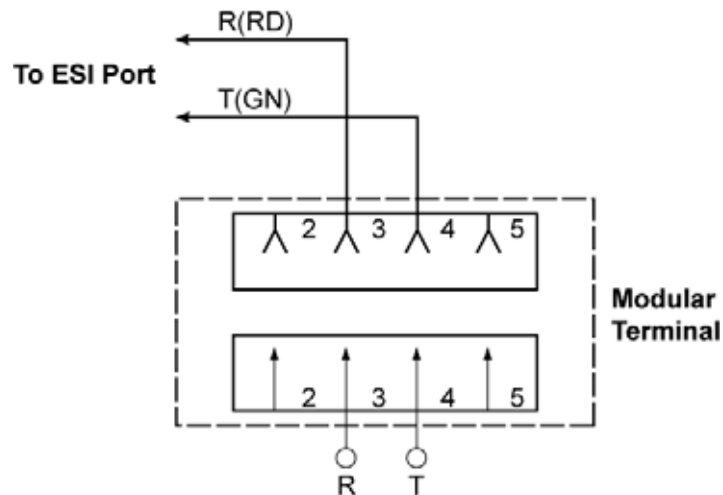 R(RD)
To ESI Port
T(GN)
2 3 4 5
Modular
Terminal
2 3 4 5
R T